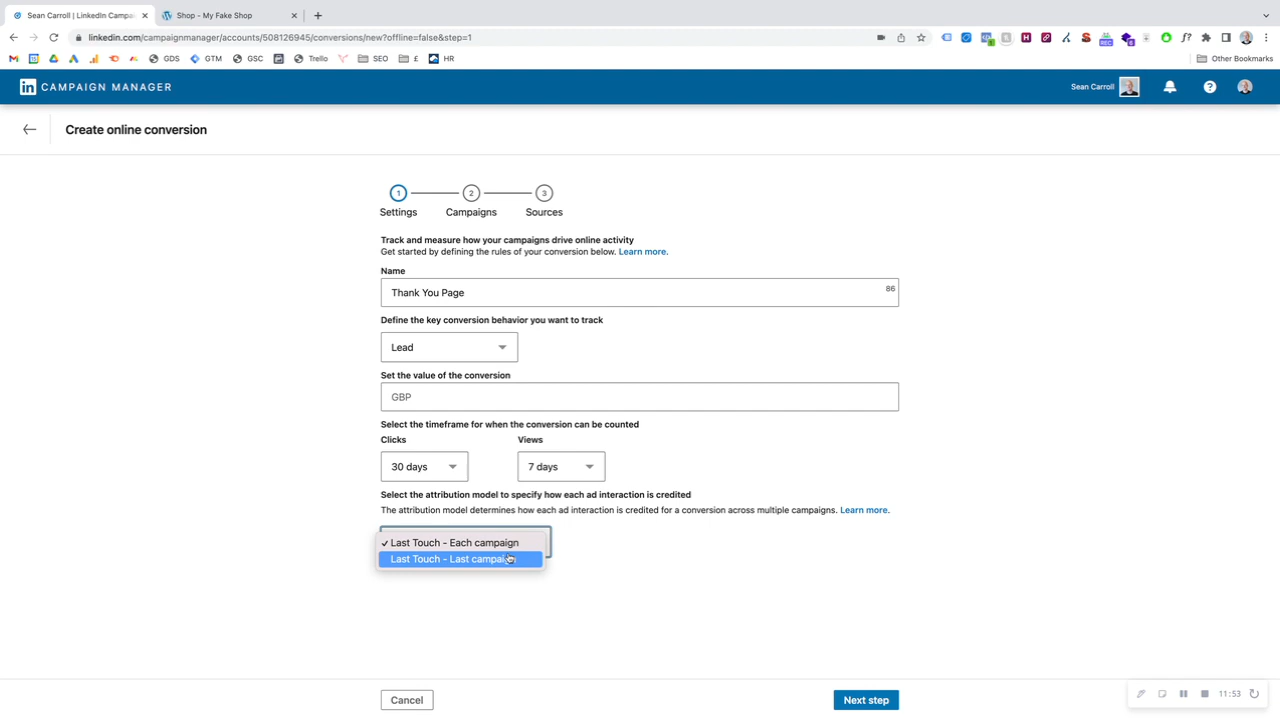 Sean Carroll | LinkedIn Campai
Shop - My Fake Shop
linkedin.com/campaignmanager/accounts/508126945/conversions/new?offline=false&step=1
GDS
GTM
GSC
Trello
SEO
£
HR
Other Bookmarks
in CAMPAIGN MANAGER
Sean Carroll
Create online conversion
1
2
3
Settings
Campaigns
Sources
Track and measure how your campaigns drive online activity
Get started by defining the rules of your conversion below. Learn more.
Name
Thank You Page
86
Define the key conversion behavior you want to track
Lead
Set the value of the conversion
GBP
Select the timeframe for when the conversion can be counted
Clicks
Views
30 days
7 days
Select the attribution model to specify how each ad interaction is credited
The attribution model determines how each ad interaction is credited for a conversion across multiple campaigns. Learn more.
✓ Last Touch - Each campaign
Last Touch - Last campaign
Cancel
Next step
11:53